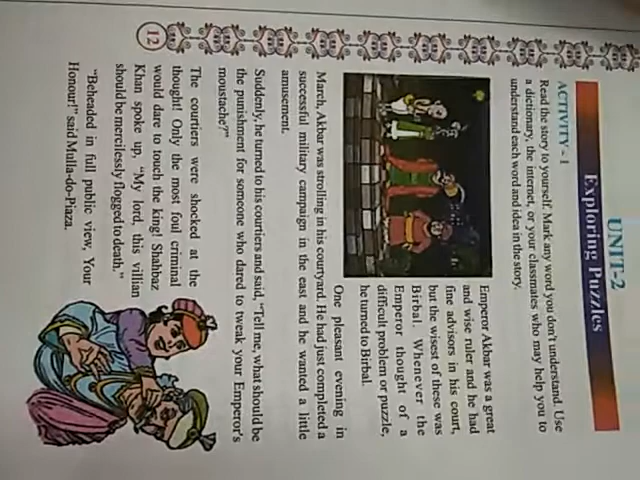 UNIT-2
Exploring Puzzles
ACTIVITY – 1
Read the story to yourself. Mark any word you don't understand. Use
a dictionary, the internet, or your classmates who may help you to
understand each word and idea in the story.
Emperor Akbar was a great
and wise ruler and he had
fine advisors in his court,
but the wisest of these was
Birbal. Whenever the
Emperor thought of a
difficult problem or puzzle,
he turned to Birbal.
One pleasant evening in
March, Akbar was strolling in his courtyard. He had just completed a
successful military campaign in the east and he wanted a little
amusement.
Suddenly, he turned to his courtiers and said, "Tell me, what should be
the punishment for someone who dared to tweak your Emperor's
moustache?"
The courtiers were shocked at the
thought! Only the most foul criminal
would dare to touch the king! Shahbaz
Khan spoke up, "My lord, this villian
should be mercilessly flogged to death."
"Beheaded in full public view, Your
Honour!" said Mulla-do-Piaza.
12